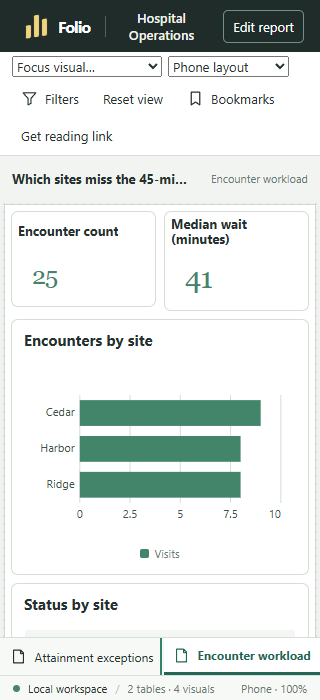 Folio
Hospital
Operations
Edit report
Focus visual...
Phone layout
Filters
Reset view
Bookmarks
Get reading link
Which sites miss the 45-mi...
Encounter workload
Encounter count
25
Median wait
(minutes)
41
Encounters by site
Cedar
Harbor
Ridge
0 2.5 5 7.5 10
Visits
Status by site
Attainment exceptions
Encounter workload
Local workspace / 2 tables · 4 visuals
Phone · 100%